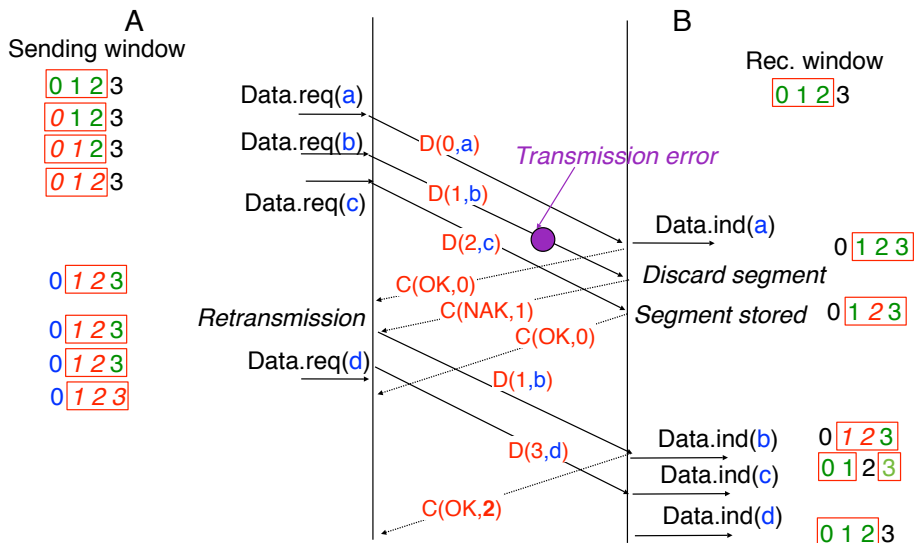 A
B
Sending window
Rec. window
0 1 2 3
0 1 2 3
0 1 2 3
0 1 2 3
0 1 2 3
Data.req(a)
Data.req(b)
Data.req(c)
D(0,a)
Transmission error
D(1,b)
D(2,c)
Data.ind(a)
0 1 2 3
0 1 2 3
C(OK,0)
Discard segment
C(NAK,1)
Retransmission
Segment stored
0 1 2 3
0 1 2 3
C(OK,0)
Data.req(d)
0 1 2 3
0 1 2 3
D(1,b)
D(3,d)
Data.ind(b)
0 1 2 3
0 1 2 3
Data.ind(c)
C(OK,2)
Data.ind(d)
0 1 2 3